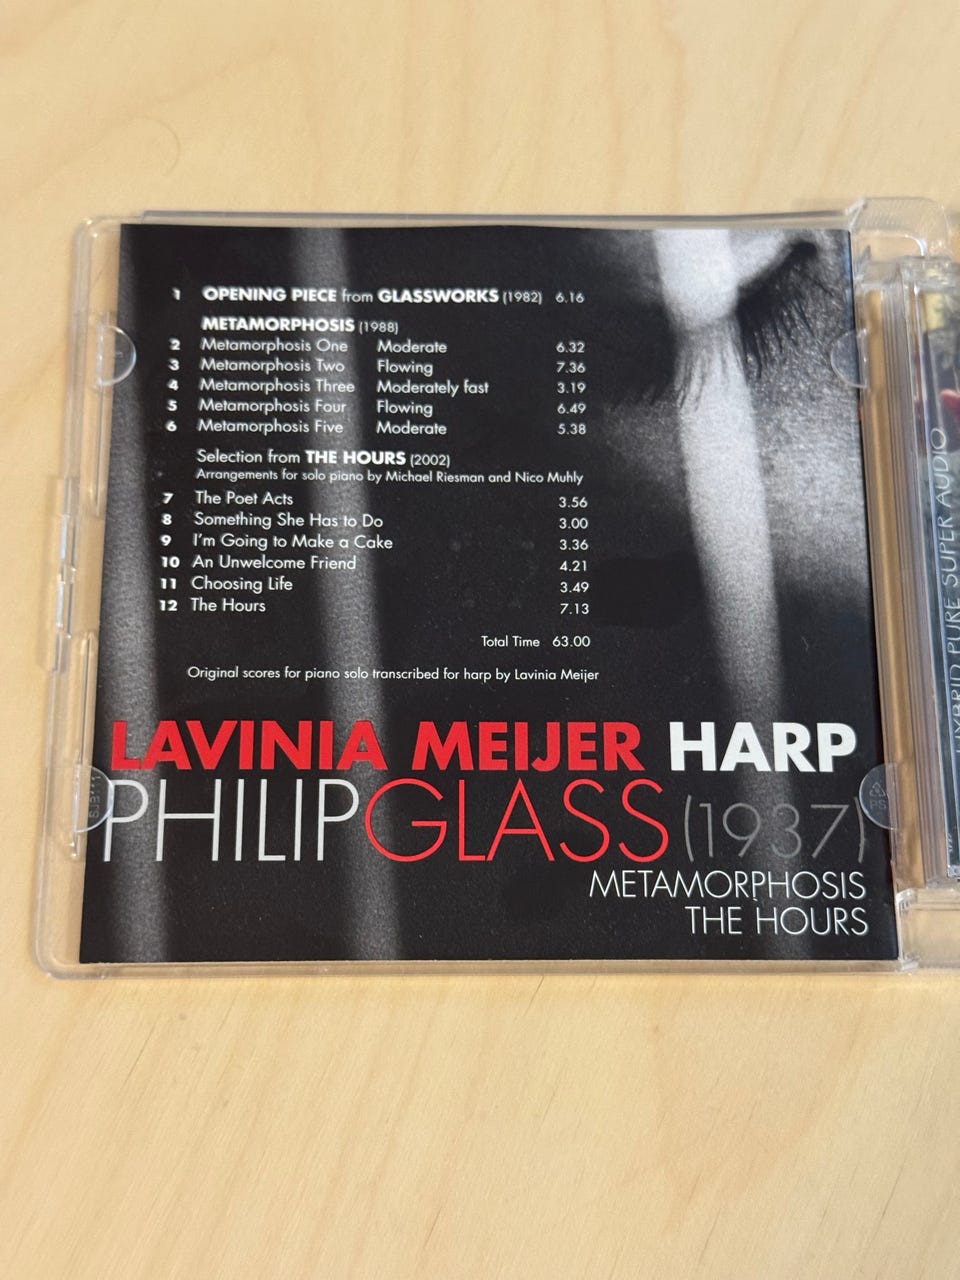 1 OPENING PIECE from GLASSWORKS (1982) 6.16
METAMORPHOSIS (1988)
2 Metamorphosis One Moderate 6.32
3 Metamorphosis Two Flowing 7.36
4 Metamorphosis Three Moderately fast 3.19
5 Metamorphosis Four Flowing 6.49
6 Metamorphosis Five Moderate 5.38
Selection from THE HOURS (2002)
Arrangements for solo piano by Michael Riesman and Nico Muhly
7 The Poet Acts 3.56
8 Something She Has to Do 3.00
9 I'm Going to Make a Cake 3.36
10 An Unwelcome Friend 4.21
11 Choosing Life 3.49
12 The Hours 7.13
Total Time 63.00
Original scores for piano solo transcribed for harp by Lavinia Meijer
LAVINIA MEIJER HARP
PHILIPGLASS (1937)
METAMORPHOSIS
THE HOURS
HYBRID PURE SUPER AUDIO
PS